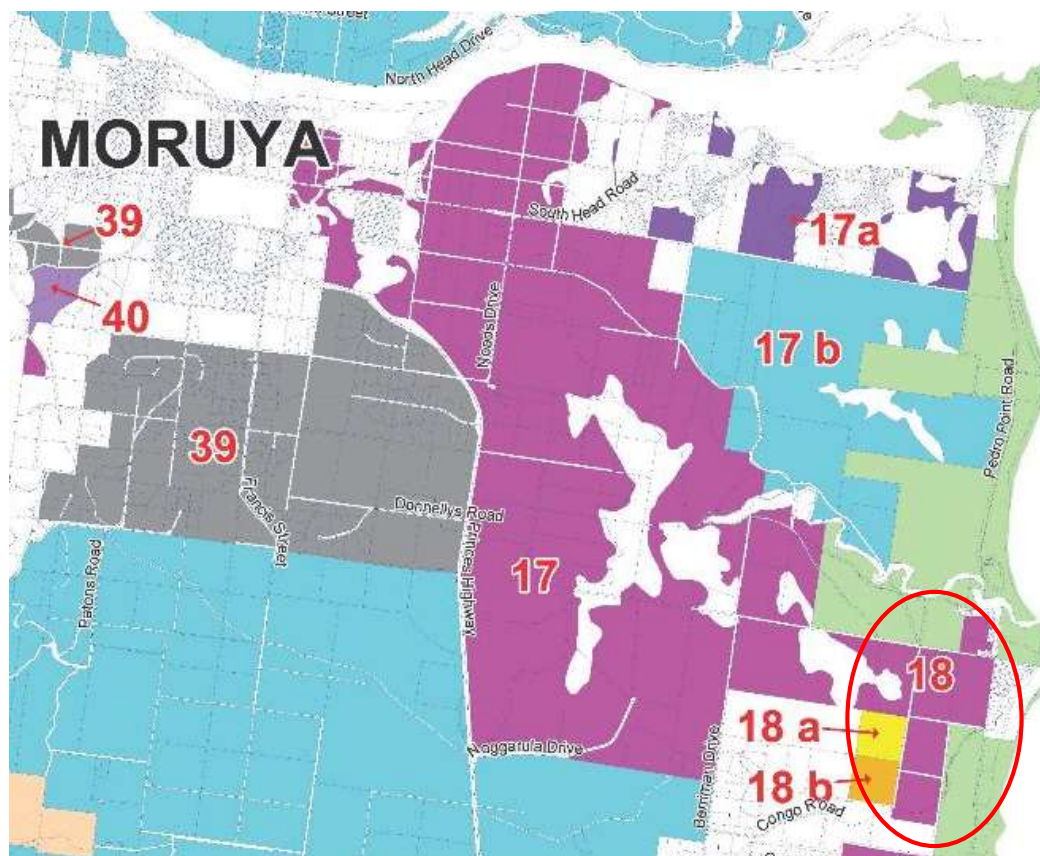 North Head Drive
MORUYA
South Head Road
39
17a
40
Noads Drive
17 b
Pedro Point Road
39
Francis Street
Donnellys Road
Princes Highway
17
Patons Road
18
18 a
Noggarula Drive
Berriman Drive
18 b
Congo Road